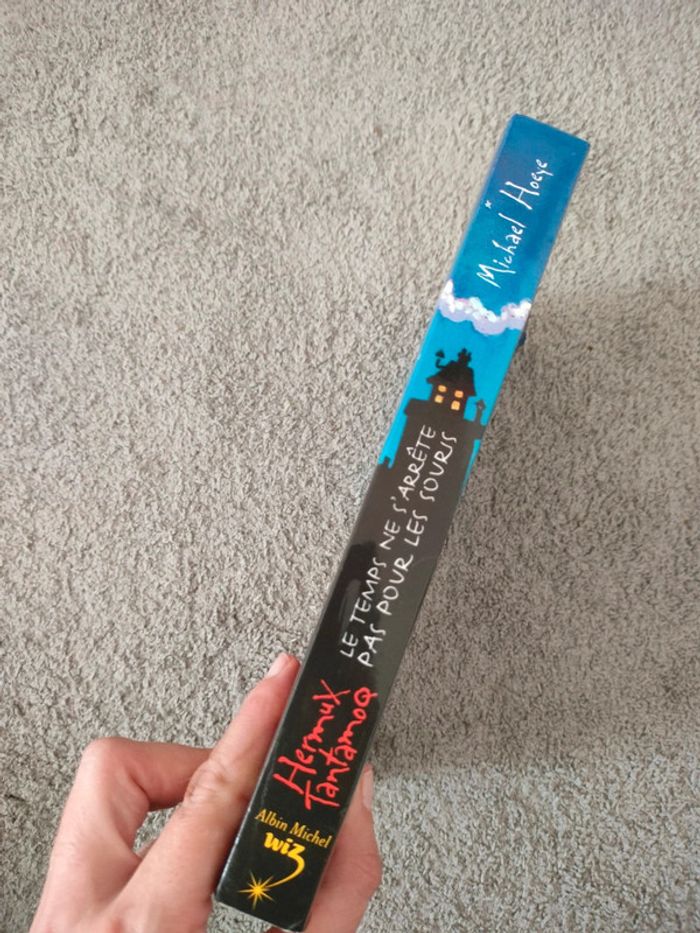 Hermux
Tantamoq
LE TEMPS NE S'ARRÊTE
PAS POUR LES SOURIS
Michael Hoeye
Albin Michel
wiz